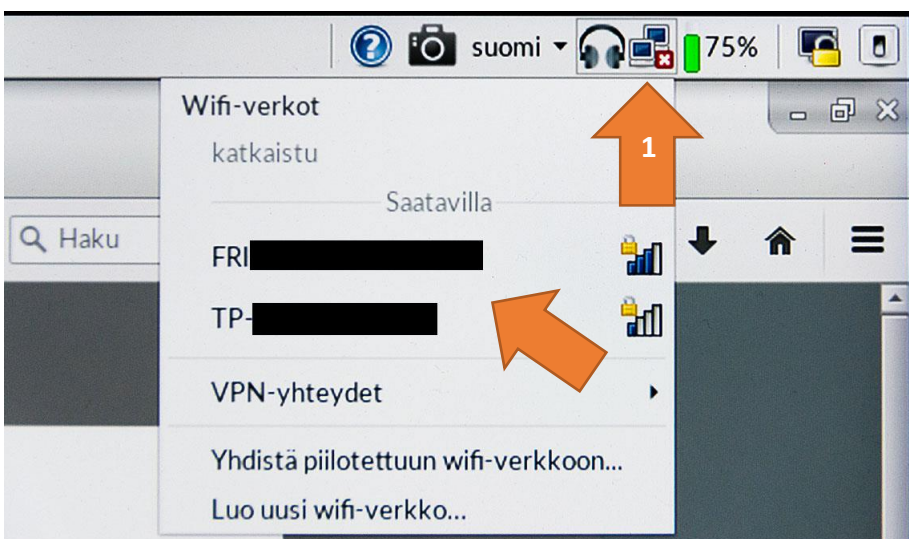 suomi
75%
Wifi-verkot
katkaistu
1
Saatavilla
Haku
FRI
TP-
VPN-yhteydet
Yhdistä piilotettuun wifi-verkkoon...
Luo uusi wifi-verkko...